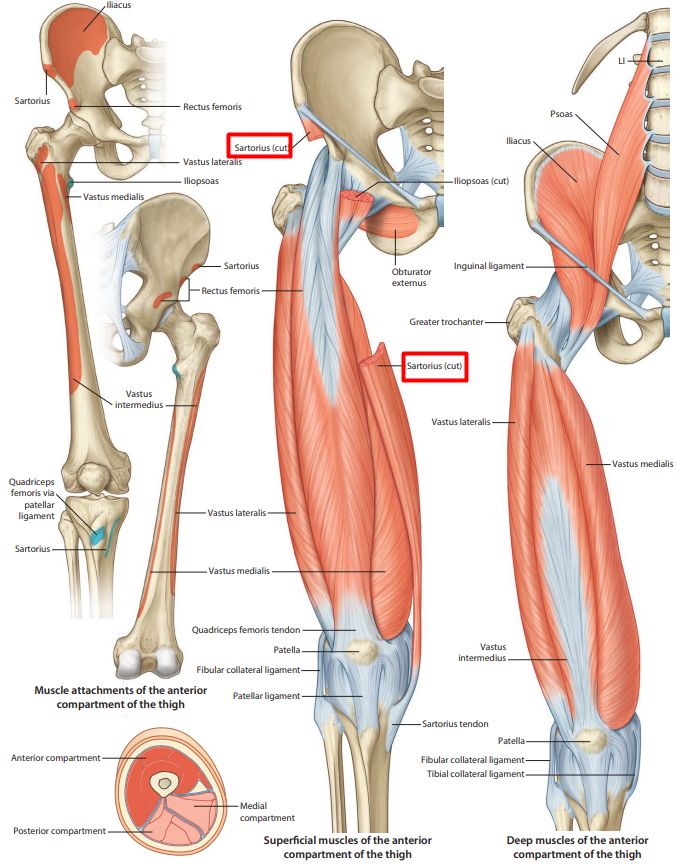 Iliacus
Sartorius
Rectus femoris
Vastus lateralis
Iliopsoas
Vastus medialis
Sartorius
Rectus femoris
Vastus
intermedius
Quadriceps
femoris via
patellar
ligament
Sartorius
Muscle attachments of the anterior
compartment of the thigh
Anterior compartment
Medial
compartment
Posterior compartment
Sartorius (cut
Iliopsoas (cut)
Obturator
externus
Sartorius (cut)
Vastus lateralis
Vastus medialis
Quadriceps femoris tendon
Patella
Fibular collateral ligament
Patellar ligament
Sartorius tendon
Superficial muscles of the anterior
compartment of the thigh
LI
Psoas
Iliacus
Inguinal ligament
Greater trochanter
Vastus lateralis
Vastus medialis
Vastus
intermedius
Patella
Fibular collateral ligament
Tibial collateral ligament
Deep muscles of the anterior
compartment of the thigh